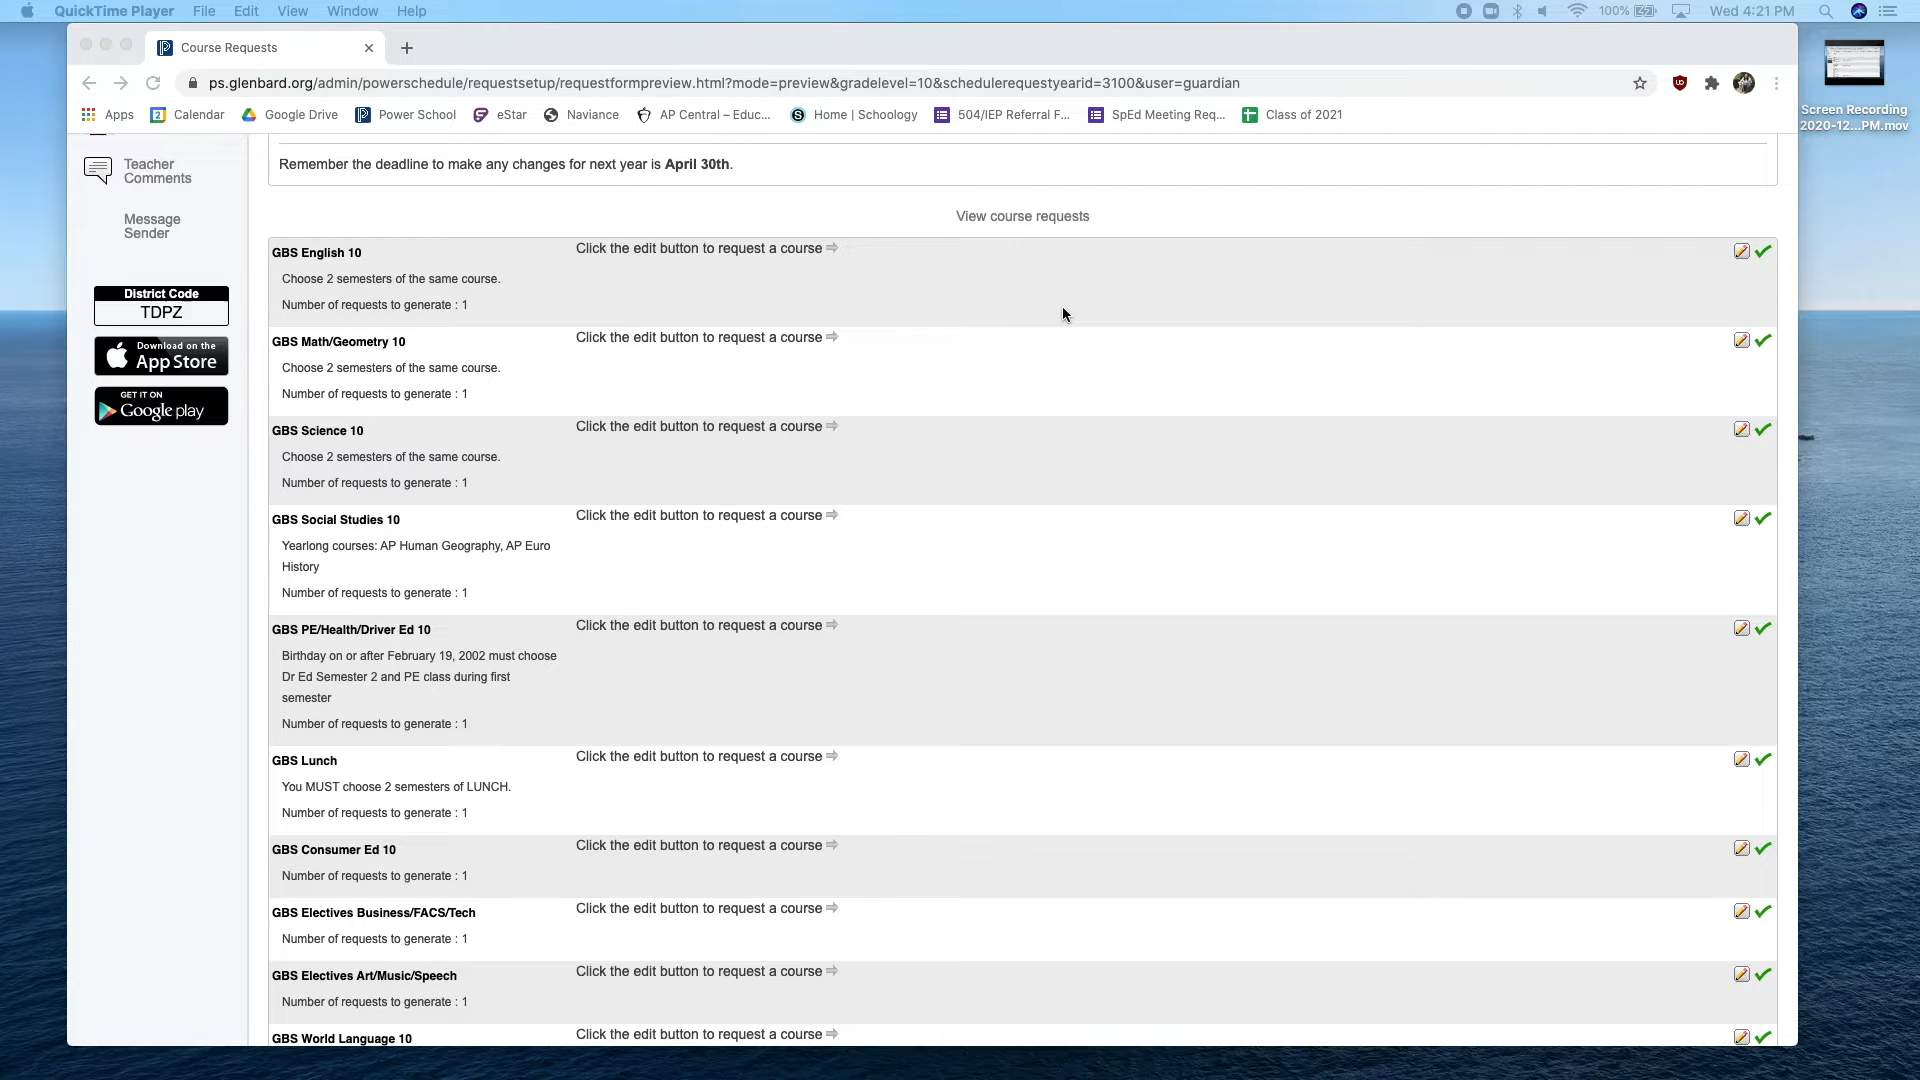 QuickTime Player File Edit View Window Help 100% Wed 4:21 PM
Course Requests
ps.glenbard.org/admin/powerschedule/requestsetup/requestformpreview.html?mode=preview&gradelevel=10&schedulerequestyearid=3100&user=guardian
Apps Calendar Google Drive Power School eStar Naviance AP Central – Educ... Home | Schoology 504/IEP Referral F... SpEd Meeting Req... Class of 2021
Screen Recording
2020-12...PM.mov
Teacher
Comments
Message
Sender
District Code
TDPZ
Download on the
App Store
GET IT ON
Google play
Remember the deadline to make any changes for next year is April 30th.
View course requests
GBS English 10 Click the edit button to request a course
Choose 2 semesters of the same course.
Number of requests to generate : 1
GBS Math/Geometry 10 Click the edit button to request a course
Choose 2 semesters of the same course.
Number of requests to generate : 1
GBS Science 10 Click the edit button to request a course
Choose 2 semesters of the same course.
Number of requests to generate : 1
GBS Social Studies 10 Click the edit button to request a course
Yearlong courses: AP Human Geography, AP Euro
History
Number of requests to generate : 1
GBS PE/Health/Driver Ed 10 Click the edit button to request a course
Birthday on or after February 19, 2002 must choose
Dr Ed Semester 2 and PE class during first
semester
Number of requests to generate : 1
GBS Lunch Click the edit button to request a course
You MUST choose 2 semesters of LUNCH.
Number of requests to generate : 1
GBS Consumer Ed 10 Click the edit button to request a course
Number of requests to generate : 1
GBS Electives Business/FACS/Tech Click the edit button to request a course
Number of requests to generate : 1
GBS Electives Art/Music/Speech Click the edit button to request a course
Number of requests to generate : 1
GBS World Language 10 Click the edit button to request a course